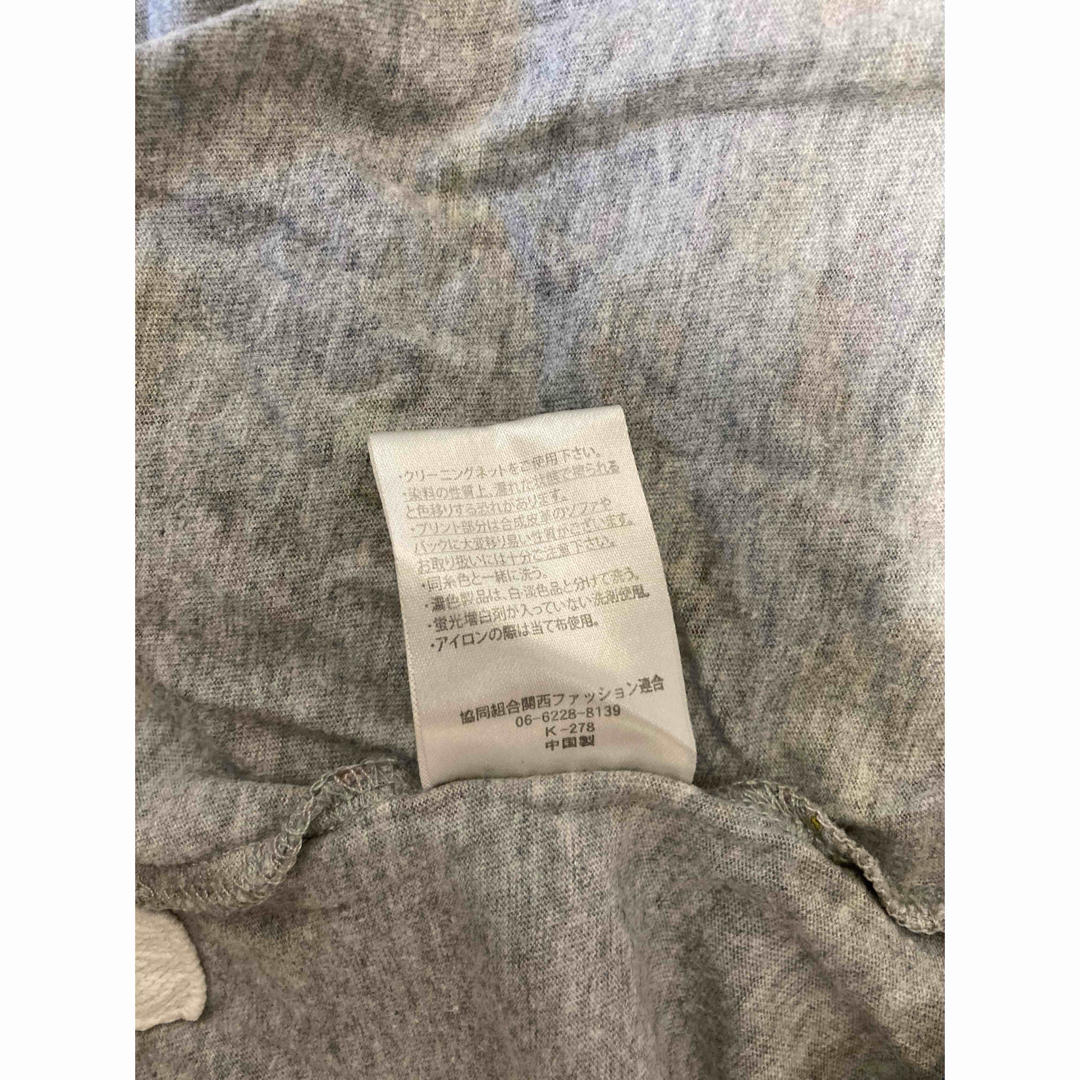 ・クリーニングネットをご使用下さい。
・染料の性質上、濡れた状態で擦られる
と色移りする恐れがあります。
・プリント部分は合成皮革のソファや
バックに大変移り易い性質がございます。
お取り扱いには十分ご注意下さい。
・同系色と一緒に洗う。
・濃色製品は、白・淡色品と分けて洗う。
・蛍光増白剤が入っていない洗剤使用。
・アイロンの際は当て布使用。
協同組合関西ファッション連合
06-6228-8139
K-278
中国製